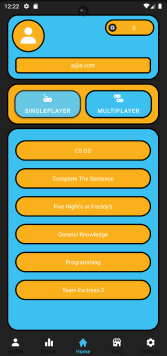 12:22
0
a@a.com
SINGLEPLAYER
MULTIPLAYER
CS:GO
Complete The Sentence
Five Night's at Freddy's
General Knowledge
Programming
Team Fortress 2
Home